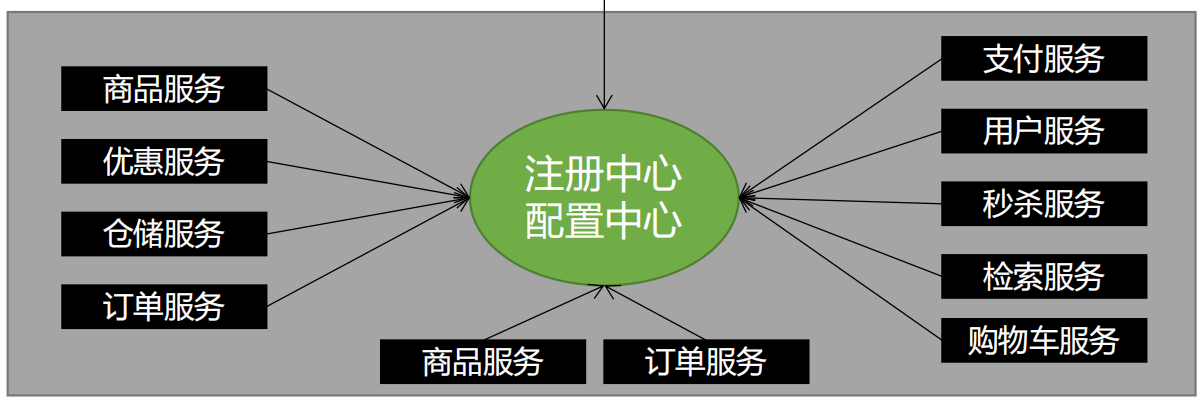 商品服务
优惠服务
仓储服务
订单服务
注册中心
配置中心
商品服务
订单服务
支付服务
用户服务
秒杀服务
检索服务
购物车服务